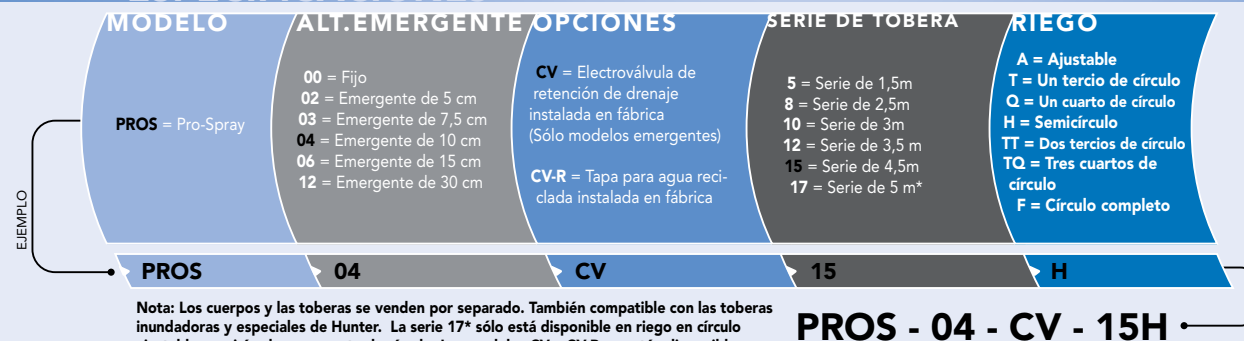 MODELO
PROS = Pro-Spray
ALT.EMERGENTE
00 = Fijo
02 = Emergente de 5 cm
03 = Emergente de 7,5 cm
04 = Emergente de 10 cm
06 = Emergente de 15 cm
12 = Emergente de 30 cm
OPCIONES
CV = Electroválvula de
retención de drenaje
instalada en fábrica
(Sólo modelos emergentes)
CV-R = Tapa para agua reci-
clada instalada en fábrica
SERIE DE TOBERA
5 = Serie de 1,5m
8 = Serie de 2,5m
10 = Serie de 3m
12 = Serie de 3,5 m
15 = Serie de 4,5m
17 = Serie de 5 m*
RIEGO
A = Ajustable
T = Un tercio de círculo
Q = Un cuarto de círculo
H = Semicírculo
TT = Dos tercios de círculo
TQ = Tres cuartos de
círculo
F = Círculo completo
EJEMPLO
PROS 04 CV 15 H
Nota: Los cuerpos y las toberas se venden por separado. También compatible con las toberas
inundadoras y especiales de Hunter. La serie 17* sólo está disponible en riego en círculo
PROS - 04 - CV - 15H